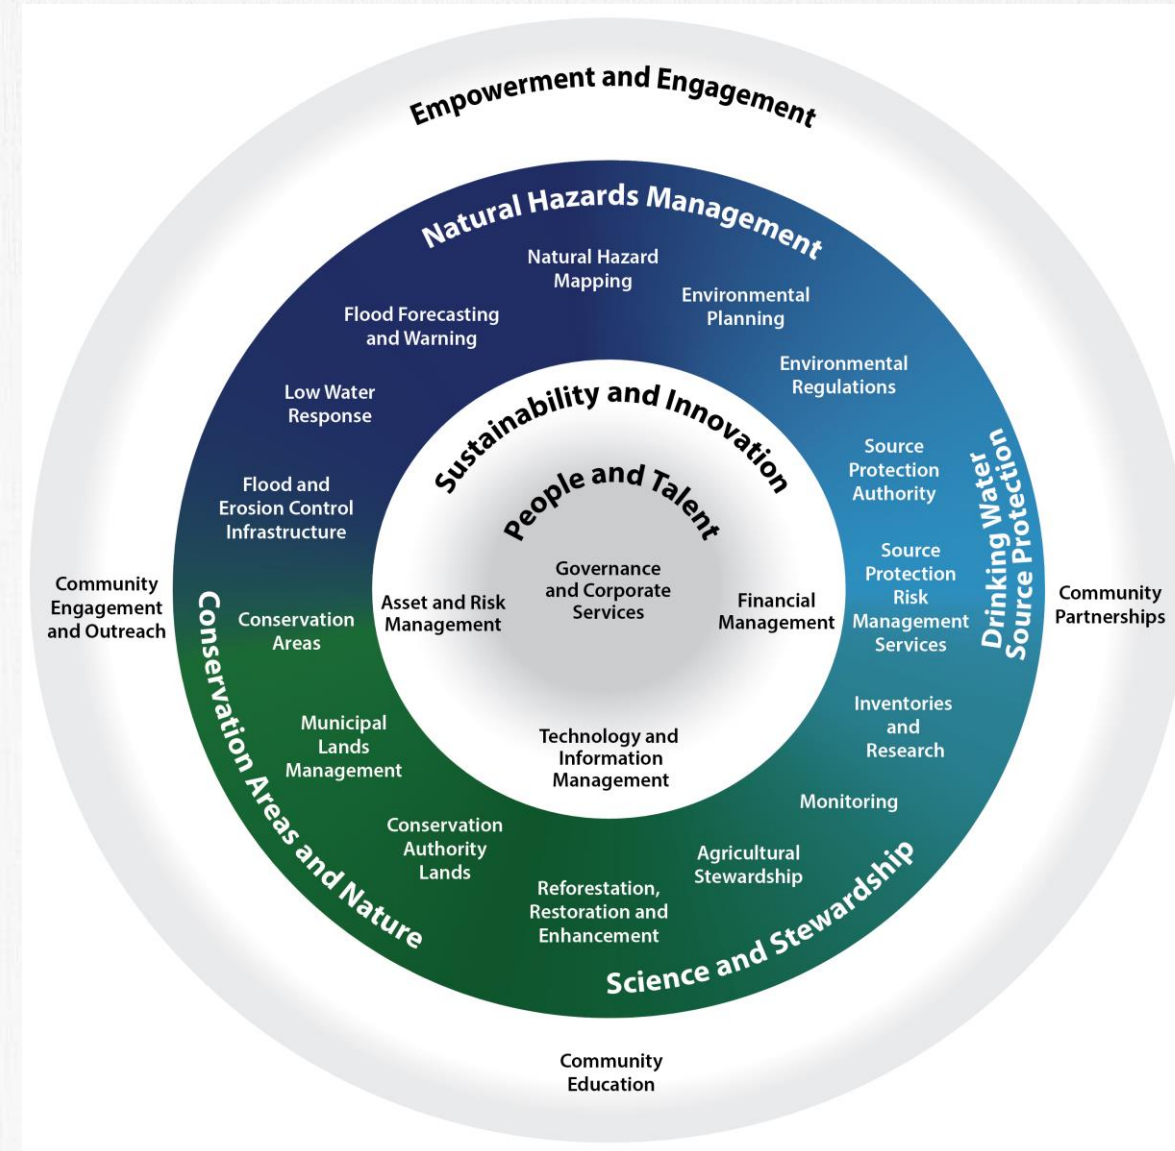 Empowerment and Engagement
Natural Hazards Management
Natural Hazard
Mapping
Environmental
Planning
Flood Forecasting
and Warning
Environmental
Regulations
Low Water
Response
Sustainability and Innovation
Source
Protection
Authority
Drinking Water
Source Protection
People and Talent
Flood and
Erosion Control
Infrastructure
Source
Protection
Risk
Management
Services
Governance
and Corporate
Services
Community
Engagement
and Outreach
Community
Partnerships
Asset and Risk
Management
Financial
Management
Conservation
Areas
Conservation Areas and Nature
Inventories
and
Research
Municipal
Lands
Management
Technology and
Information
Management
Monitoring
Conservation
Authority
Lands
Agricultural
Stewardship
Reforestation,
Restoration and
Enhancement
Science and Stewardship
Community
Education